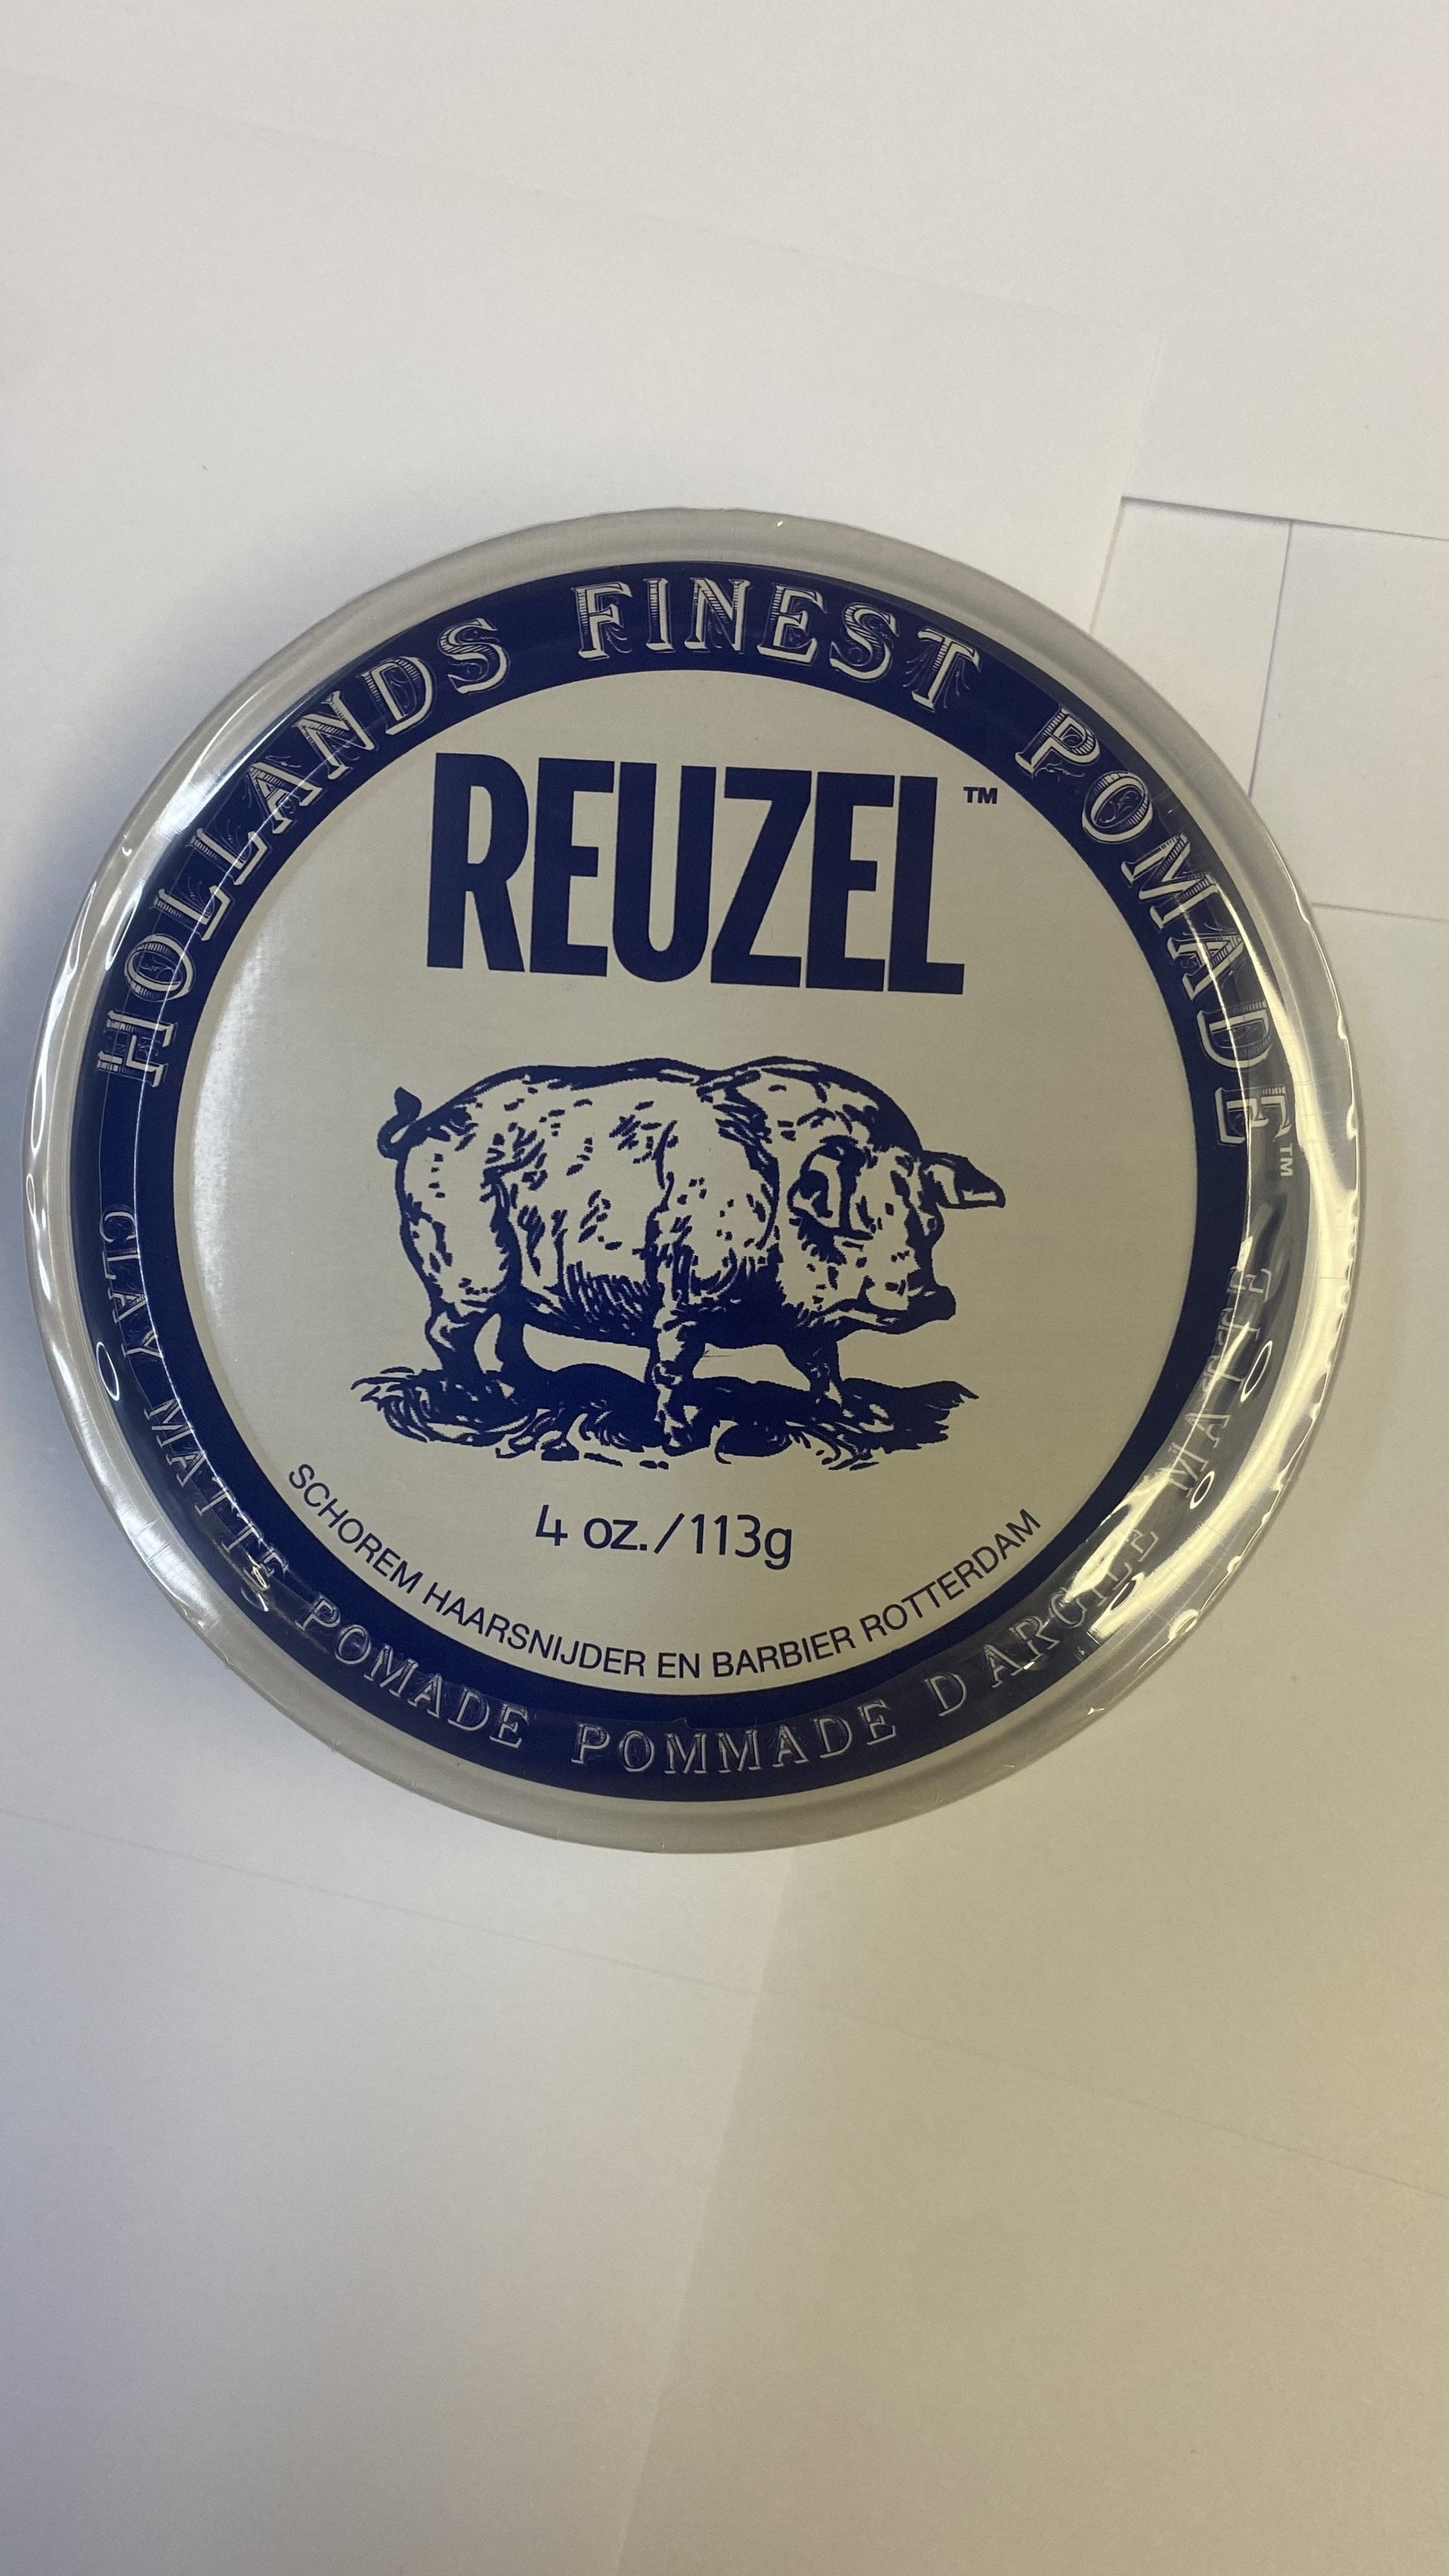 HOLLANDS FINEST POMADE™
REUZEL™
4 oz./113g
SCHOREM HAARSNIJDER EN BARBIER ROTTERDAM
CLAY MATTE POMADE POMMADE D ARGILE MATTE